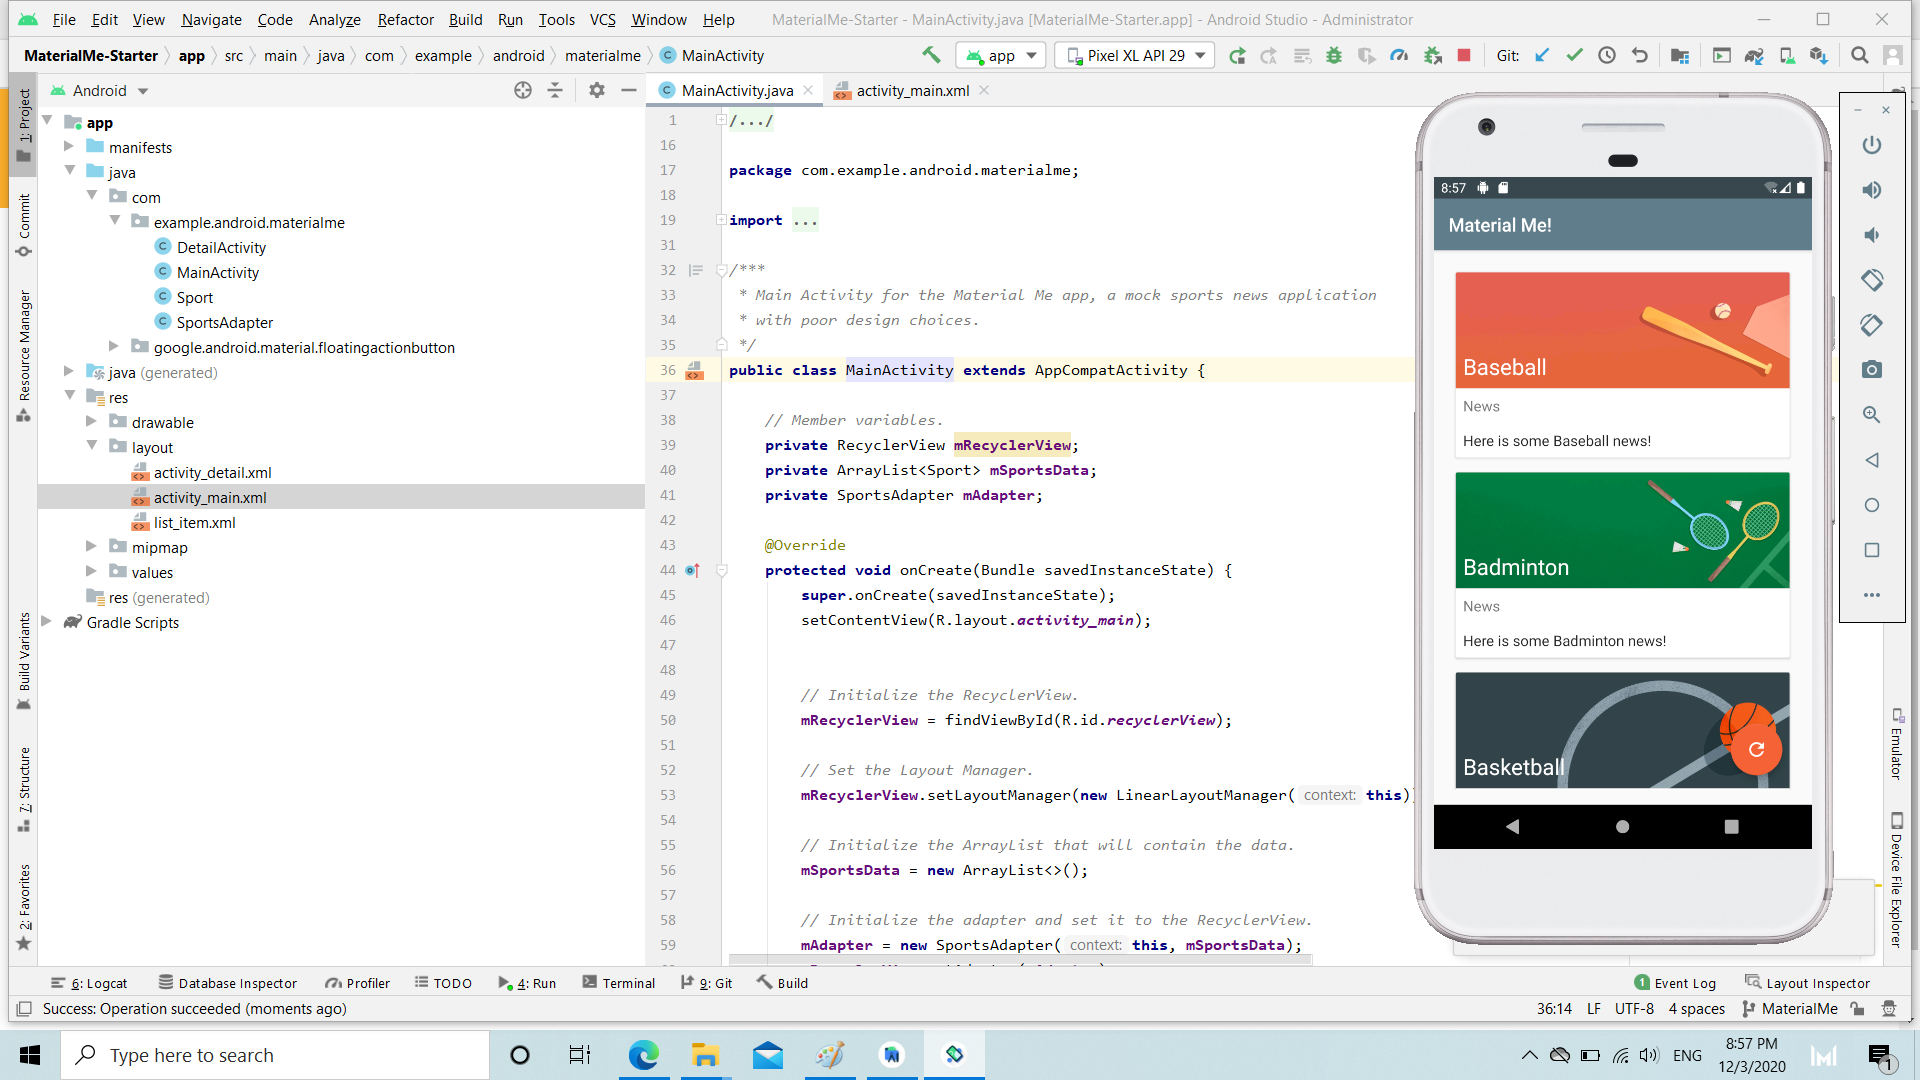 File Edit View Navigate Code Analyze Refactor Build Run Tools VCS Window Help MaterialMe-Starter - MainActivity.java [MaterialMe-Starter.app] - Android Studio - Administrator
MaterialMe-Starter app src main java com example android materialme MainActivity app Pixel XL API 29 Git:
Android
MainActivity.java
activity_main.xml
1: Project
Commit
Resource Manager
Build Variants
7: Structure
2: Favorites
app
manifests
java
com
example.android.materialme
DetailActivity
MainActivity
Sport
SportsAdapter
google.android.material.floatingactionbutton
java (generated)
res
drawable
layout
activity_detail.xml
activity_main.xml
list_item.xml
mipmap
values
res (generated)
Gradle Scripts
1 /.../
16
17 package com.example.android.materialme;
18
19 import ...
31
32 /***
33 * Main Activity for the Material Me app, a mock sports news application
34 * with poor design choices.
35 */
36 public class MainActivity extends AppCompatActivity {
37
38 // Member variables.
39 private RecyclerView mRecyclerView;
40 private ArrayList<Sport> mSportsData;
41 private SportsAdapter mAdapter;
42
43 @Override
44 protected void onCreate(Bundle savedInstanceState) {
45 super.onCreate(savedInstanceState);
46 setContentView(R.layout.activity_main);
47
48
49 // Initialize the RecyclerView.
50 mRecyclerView = findViewById(R.id.recyclerView);
51
52 // Set the Layout Manager.
53 mRecyclerView.setLayoutManager(new LinearLayoutManager( context: this)
54
55 // Initialize the ArrayList that will contain the data.
56 mSportsData = new ArrayList<>();
57
58 // Initialize the adapter and set it to the RecyclerView.
59 mAdapter = new SportsAdapter( context: this, mSportsData);
8:57
Material Me!
Baseball
News
Here is some Baseball news!
Badminton
News
Here is some Badminton news!
Basketball
Emulator
Device File Explorer
6: Logcat Database Inspector Profiler TODO 4: Run Terminal 9: Git Build 1 Event Log Layout Inspector
Success: Operation succeeded (moments ago) 36:14 LF UTF-8 4 spaces MaterialMe
Type here to search
ENG
8:57 PM
12/3/2020
1